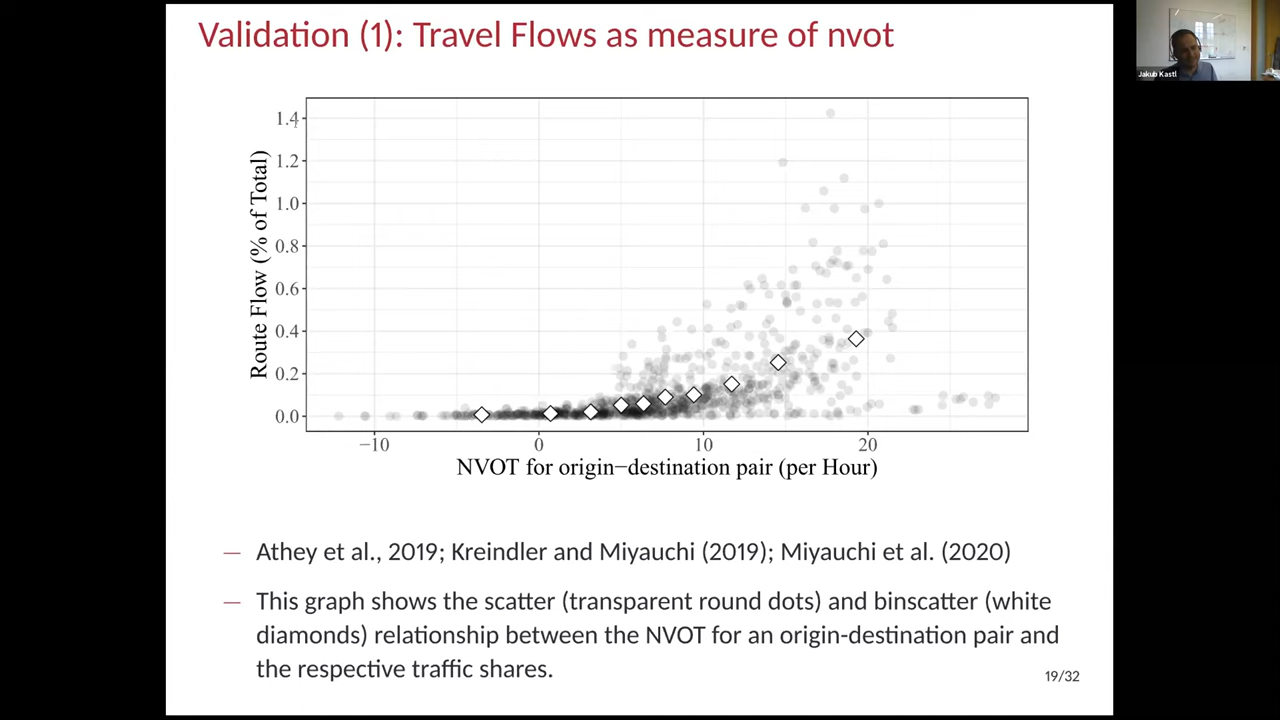 Validation (1): Travel Flows as measure of nvot
Jakub Kastl
Route Flow (% of Total)
1.4
1.2
1.0
0.8
0.6
0.4
0.2
0.0
−10
0
10
20
NVOT for origin−destination pair (per Hour)
— Athey et al., 2019; Kreindler and Miyauchi (2019); Miyauchi et al. (2020)
— This graph shows the scatter (transparent round dots) and binscatter (white
diamonds) relationship between the NVOT for an origin-destination pair and
the respective traffic shares.
19/32